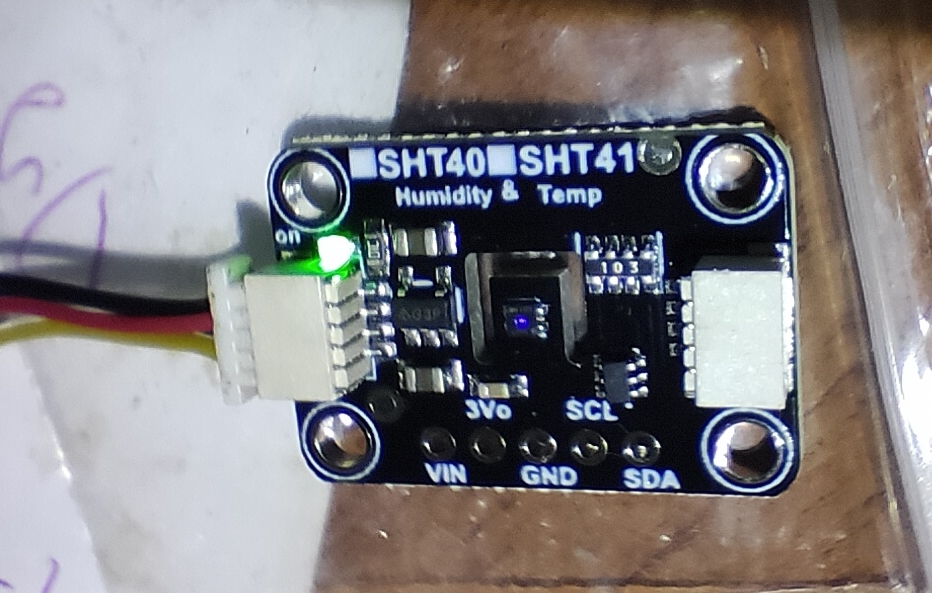 SHT40 SHT41
Humidity & Temp
on
103
3Vo SCL
VIN GND SDA